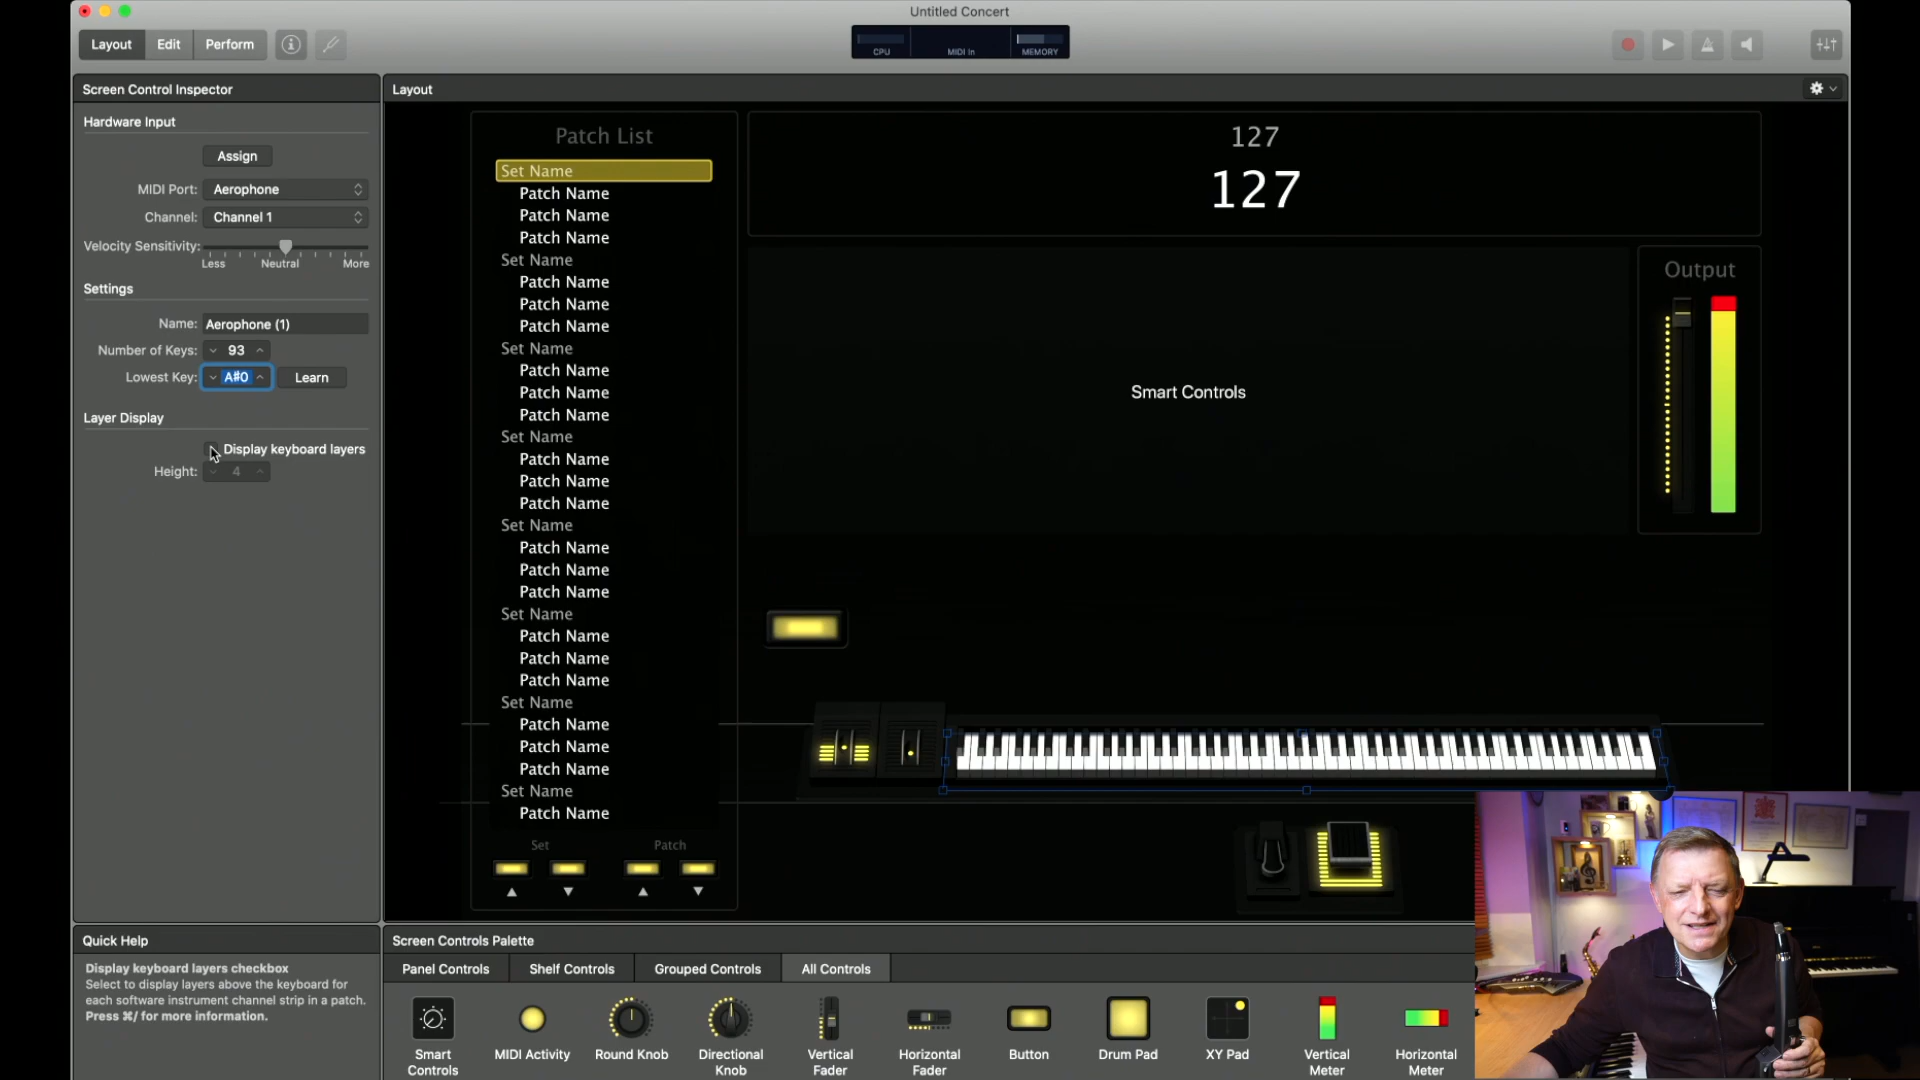 Untitled Concert
Layout
Edit
Perform
CPU
MIDI In
MEMORY
Screen Control Inspector
Hardware Input
Assign
MIDI Port: Aerophone
Channel: Channel 1
Velocity Sensitivity:
Less Neutral More
Settings
Name: Aerophone (1)
Number of Keys: 93
Lowest Key: A#0 Learn
Layer Display
Display keyboard layers
Height: 4
Quick Help
Display keyboard layers checkbox
Select to display layers above the keyboard for
each software instrument channel strip in a patch.
Press ⌘/ for more information.
Layout
Patch List
Set Name
Patch Name
Patch Name
Patch Name
Set Name
Patch Name
Patch Name
Patch Name
Set Name
Patch Name
Patch Name
Patch Name
Set Name
Patch Name
Patch Name
Patch Name
Set Name
Patch Name
Patch Name
Patch Name
Set Name
Patch Name
Patch Name
Patch Name
Set Name
Patch Name
Patch Name
Patch Name
Set Name
Patch Name
Set
Patch
127
127
Smart Controls
Output
Screen Controls Palette
Panel Controls
Shelf Controls
Grouped Controls
All Controls
Smart
Controls
MIDI Activity
Round Knob
Directional
Knob
Vertical
Fader
Horizontal
Fader
Button
Drum Pad
XY Pad
Vertical
Meter
Horizontal
Meter